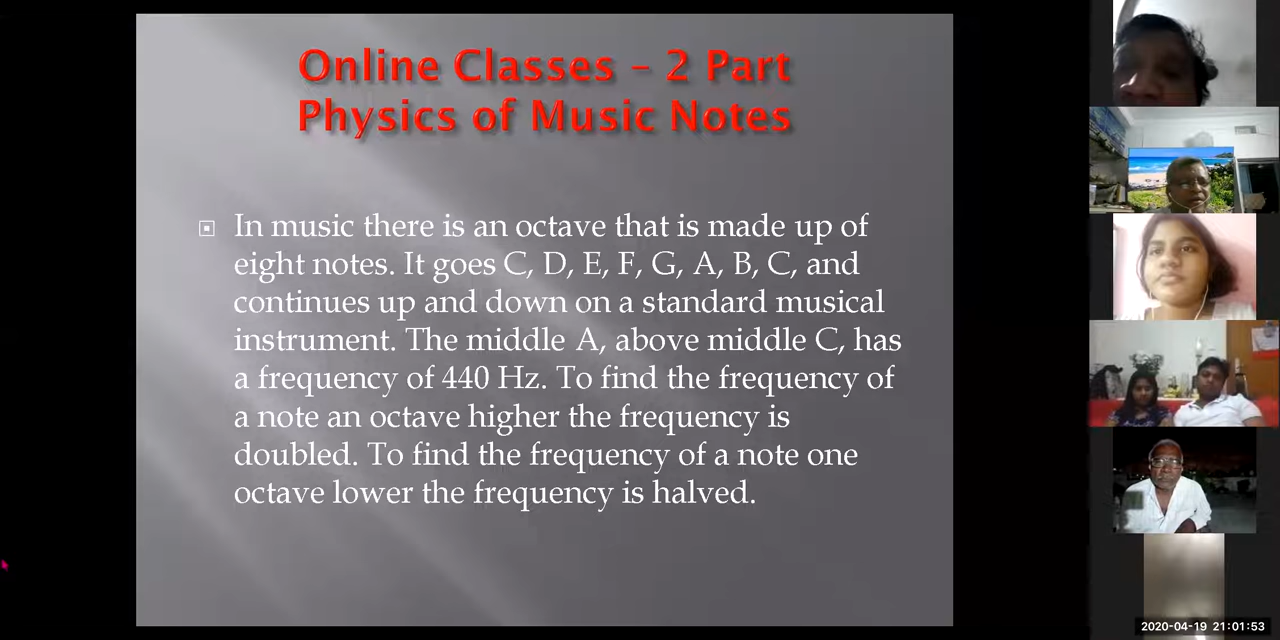 Online Classes – 2 Part
Physics of Music Notes
In music there is an octave that is made up of
eight notes. It goes C, D, E, F, G, A, B, C, and
continues up and down on a standard musical
instrument. The middle A, above middle C, has
a frequency of 440 Hz. To find the frequency of
a note an octave higher the frequency is
doubled. To find the frequency of a note one
octave lower the frequency is halved.
2020-04-19 21:01:53